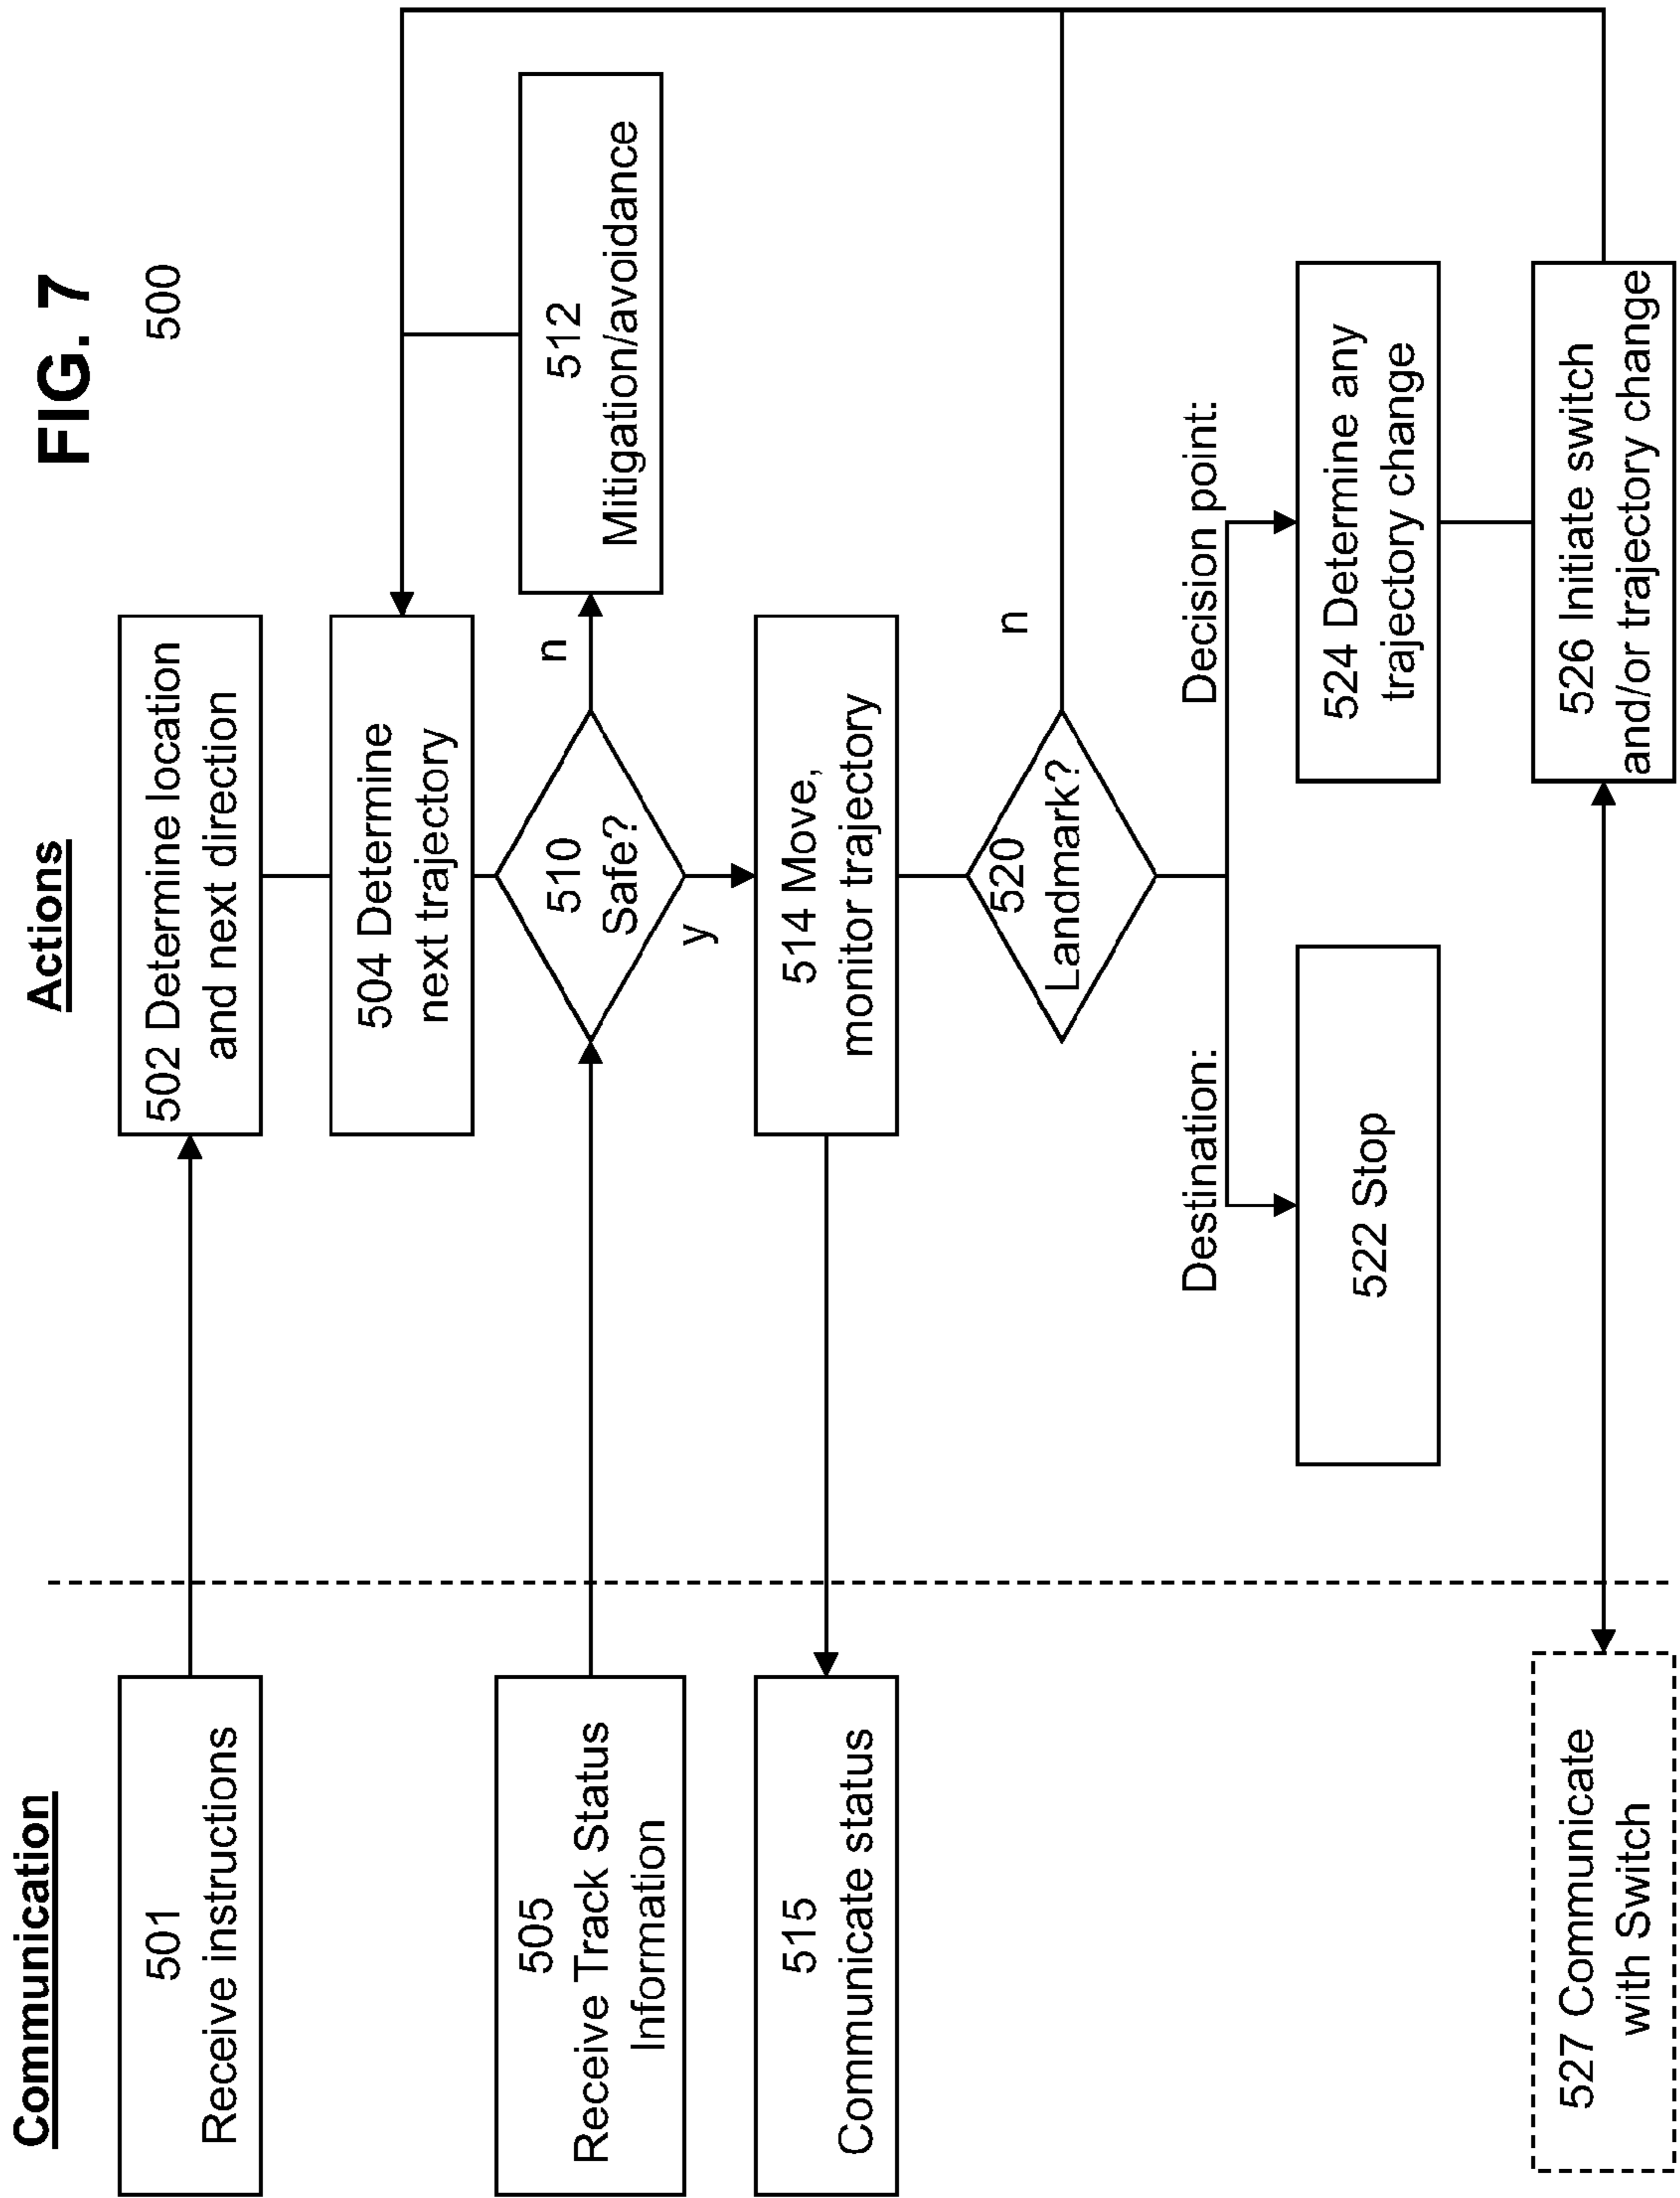 FIG. 7
500
Communication
Actions
501
Receive instructions
502 Determine location
and next direction
504 Determine
next trajectory
505
Receive Track Status
Information
510
Safe?
n
512
Mitigation/avoidance
y
515
Communicate status
514 Move,
monitor trajectory
520
Landmark?
n
Destination:
Decision point:
522 Stop
524 Determine any
trajectory change
527 Communicate
with Switch
526 Initiate switch
and/or trajectory change